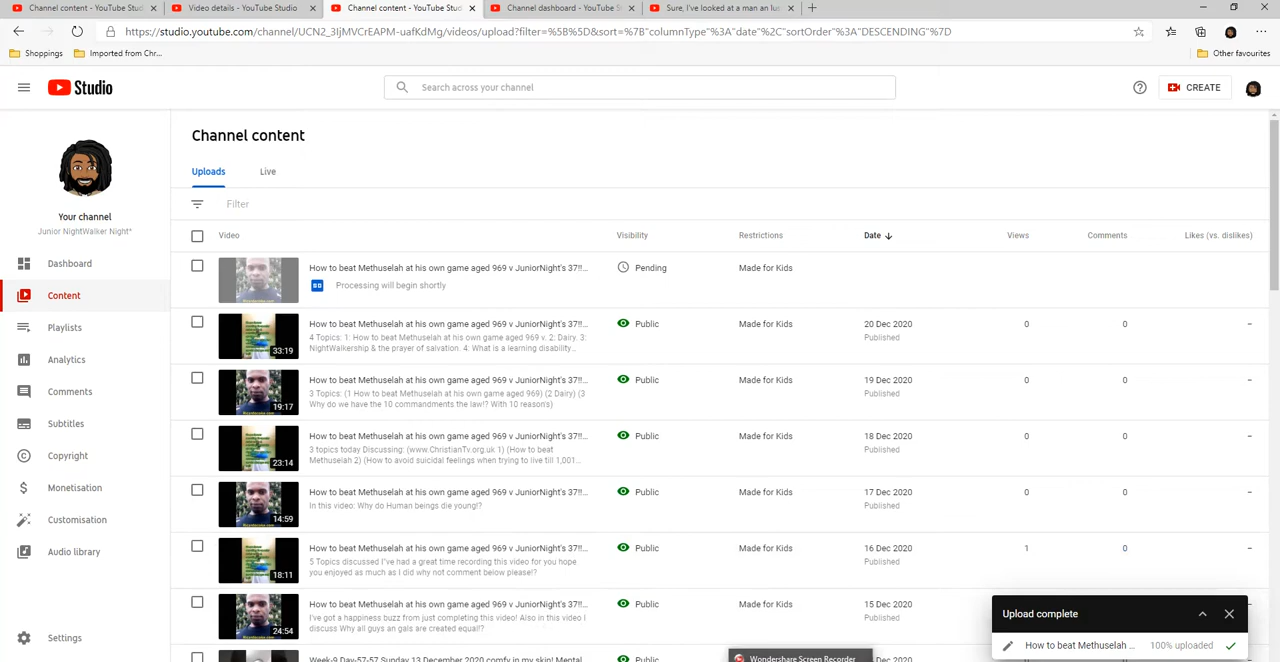 Channel content - YouTube Stud
Video details - YouTube Studio
Channel content - YouTube Stud
Channel dashboard - YouTube S
Sure, I've looked at a man an lus
https://studio.youtube.com/channel/UCN2_3IjMVCrEAPM-uafKdMg/videos/upload?filter=%5B%5D&sort=%7B"columnType"%3A"date"%2C"sortOrder"%3A"DESCENDING"%7D
Shoppings
Imported from Chr...
Other favourites
Studio
Search across your channel
CREATE
Your channel
Junior NightWalker Night*
Dashboard
Content
Playlists
Analytics
Comments
Subtitles
Copyright
Monetisation
Customisation
Audio library
Settings
Channel content
Uploads Live
Filter
Video Visibility Restrictions Date Views Comments Likes (vs. dislikes)
How to beat Methuselah at his own game aged 969 v JuniorNight's 37!!... Pending Made for Kids
SD Processing will begin shortly
How to beat Methuselah at his own game aged 969 v JuniorNight's 37!!... Public Made for Kids 20 Dec 2020 0 0 –
4 Topics: 1: How to beat Methuselah at his own game aged 969 v. 2: Dairy. 3: Published
NightWalkership & the prayer of salvation. 4: What is a learning disability...
33:19
How to beat Methuselah at his own game aged 969 v JuniorNight's 37!!... Public Made for Kids 19 Dec 2020 0 0 –
3 Topics: (1 How to beat Methuselah at his own game aged 969) (2 Dairy) (3 Published
Why do we have the 10 commandments the law!? With 10 reason's)
19:17
How to beat Methuselah at his own game aged 969 v JuniorNight's 37!!... Public Made for Kids 18 Dec 2020 0 0 –
3 topics today Discussing: (www.ChristianTv.org.uk 1) (How to beat Published
Methuselah 2) (How to avoid suicidal feelings when trying to live till 1,001...
23:14
How to beat Methuselah at his own game aged 969 v JuniorNight's 37!!... Public Made for Kids 17 Dec 2020 0 0 –
In this video: Why do Human beings die young!? Published
14:59
How to beat Methuselah at his own game aged 969 v JuniorNight's 37!!... Public Made for Kids 16 Dec 2020 1 0 –
5 Topics discussed I've had a great time recording this video for you hope Published
you enjoyed as much as I did why not comment below please!?
18:11
How to beat Methuselah at his own game aged 969 v JuniorNight's 37!!... Public Made for Kids 15 Dec 2020
I've got a happiness buzz from just completing this video! Also in this video I Published
discuss Why all guys an gals are created equal!?
24:54
Week-9 Day-57-57 Sunday 13 December 2020 comfy in my skin! Mental Public Made for Kids
Upload complete
How to beat Methuselah ... 100% uploaded
Wondershare Screen Recorder